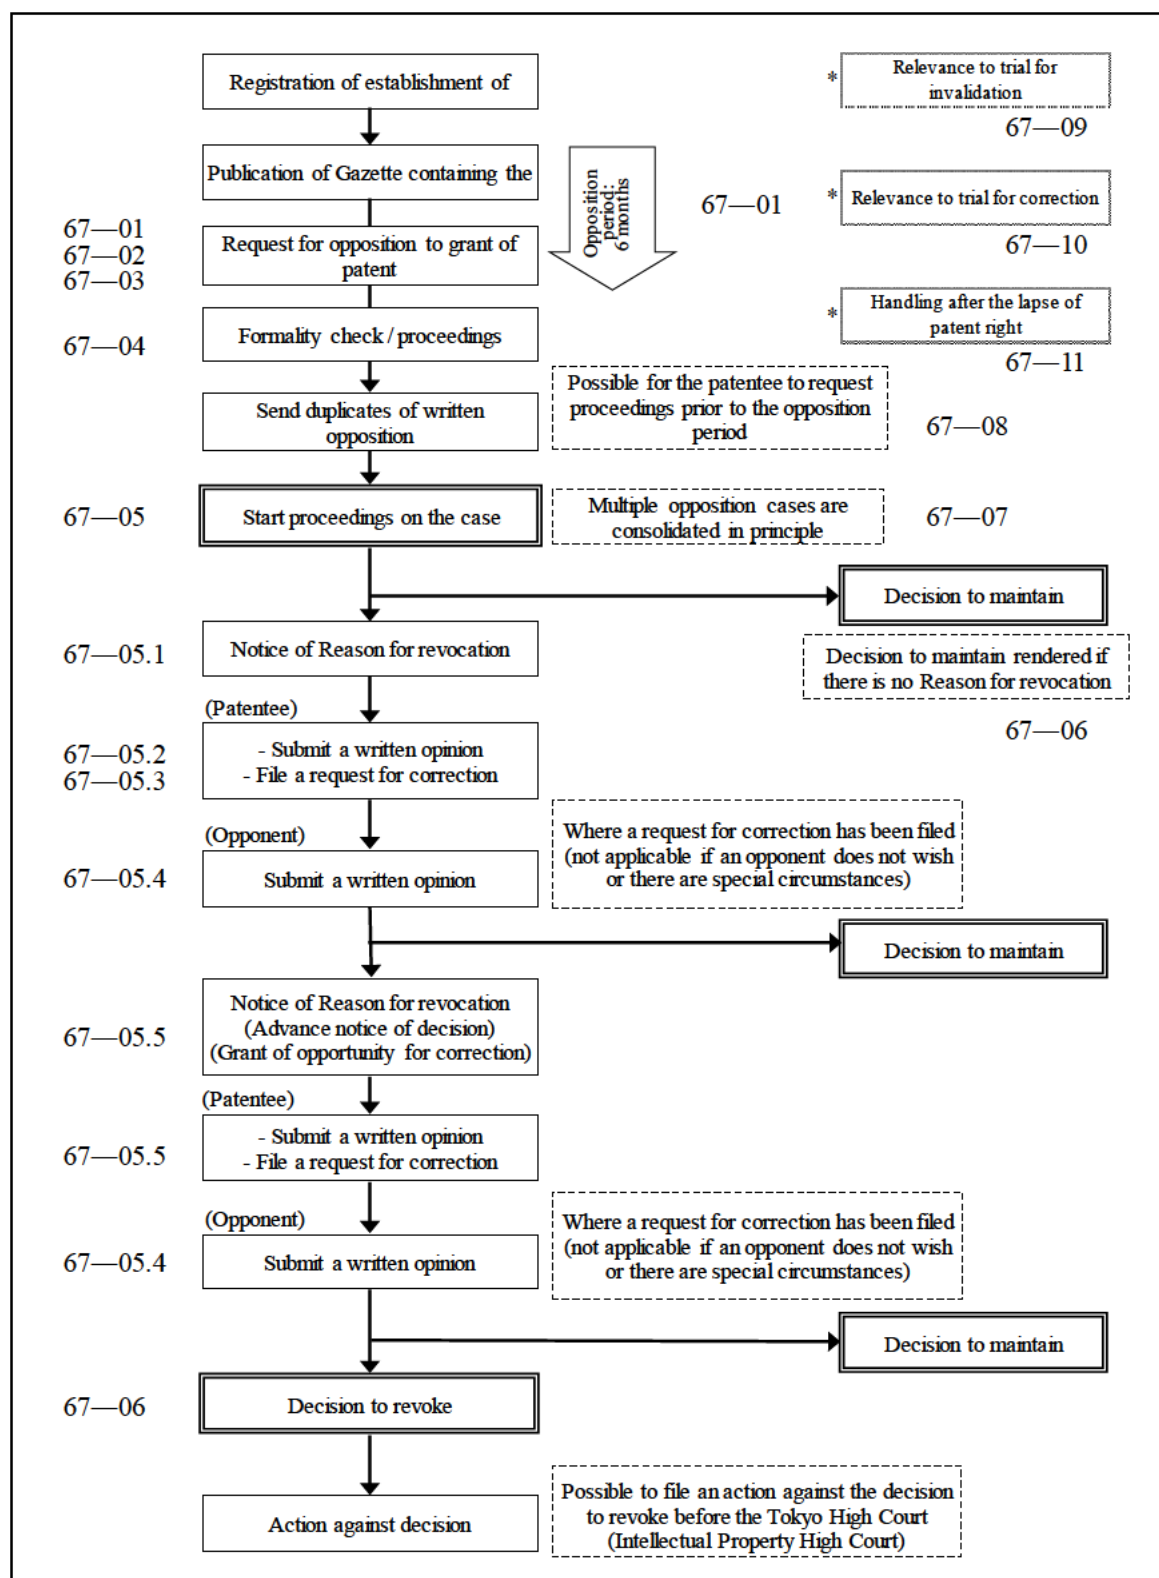 Registration of establishment of
* Relevance to trial for
invalidation
67—09
Publication of Gazette containing the
Opposition
period:
6 months
67—01
* Relevance to trial for correction
67—10
67—01
67—02
67—03
Request for opposition to grant of
patent
* Handling after the lapse of
patent right
67—11
67—04
Formality check / proceedings
Send duplicates of written
opposition
Possible for the patentee to request
proceedings prior to the opposition
period
67—08
67—05
Start proceedings on the case
Multiple opposition cases are
consolidated in principle
67—07
Decision to maintain
67—05.1
Notice of Reason for revocation
Decision to maintain rendered if
there is no Reason for revocation
67—06
(Patentee)
67—05.2
67—05.3
- Submit a written opinion
- File a request for correction
(Opponent)
67—05.4
Submit a written opinion
Where a request for correction has been filed
(not applicable if an opponent does not wish
or there are special circumstances)
Decision to maintain
67—05.5
Notice of Reason for revocation
(Advance notice of decision)
(Grant of opportunity for correction)
(Patentee)
67—05.5
- Submit a written opinion
- File a request for correction
(Opponent)
67—05.4
Submit a written opinion
Where a request for correction has been filed
(not applicable if an opponent does not wish
or there are special circumstances)
Decision to maintain
67—06
Decision to revoke
Action against decision
Possible to file an action against the decision
to revoke before the Tokyo High Court
(Intellectual Property High Court)